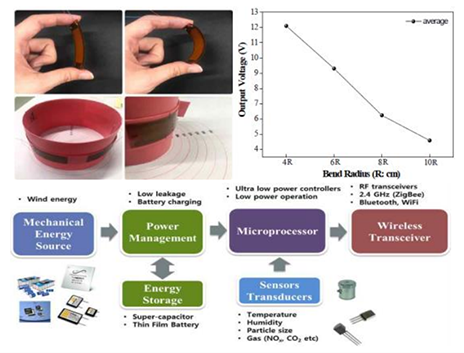 average
Output Voltage (V)
13
12
11
10
9
8
7
6
5
4
4R 6R 8R 10R
Bend Radius (R: cm)
• Wind energy
• Low leakage
• Battery charging
• Ultra low power controllers
• Low power operation
• RF transceivers
• 2.4 GHz (ZigBee)
• Bluetooth, WiFi
Mechanical
Energy
Source
Power
Management
Microprocessor
Wireless
Transceiver
Energy
Storage
Sensors
Transducers
• Super-capacitor
• Thin Film Battery
• Temperature
• Humidity
• Particle size
• Gas (NOx, CO2 etc)